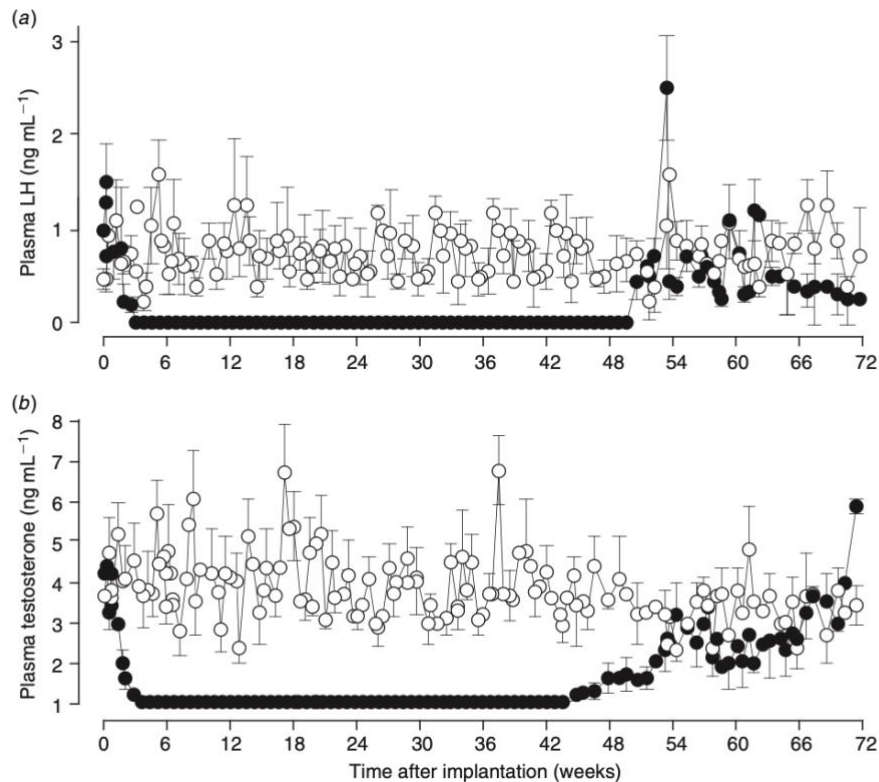 (a)
Plasma LH (ng mL−1)
3
2
1
0
0 6 12 18 24 30 36 42 48 54 60 66 72
(b)
Plasma testosterone (ng mL−1)
8
7
6
5
4
3
2
1
0 6 12 18 24 30 36 42 48 54 60 66 72
Time after implantation (weeks)